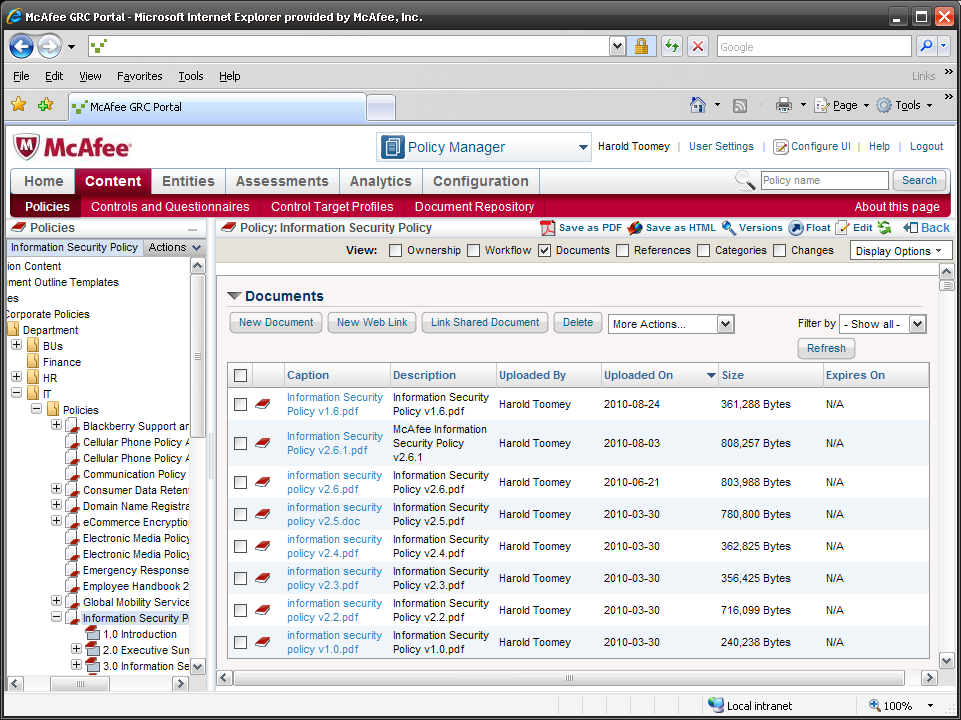 McAfee GRC Portal - Microsoft Internet Explorer provided by McAfee, Inc.
Google
File Edit View Favorites Tools Help Links »
McAfee GRC Portal Page Tools »
McAfee Policy Manager Harold Toomey | User Settings | Configure UI | Help | Logout
Home Content Entities Assessments Analytics Configuration Policy name Search
Policies Controls and Questionnaires Control Target Profiles Document Repository About this page
Policies
Information Security Policy Actions
ion Content
ment Outline Templates
es
Corporate Policies
Department
BUs
Finance
HR
IT
Policies
Blackberry Support ar
Cellular Phone Policy A
Cellular Phone Policy A
Communication Policy
Consumer Data Reten
Domain Name Registra
eCommerce Encryptio
Electronic Media Policy
Electronic Media Policy
Emergency Response
Employee Handbook 2
Global Mobility Service
Information Security P
1.0 Introduction
2.0 Executive Sum
3.0 Information Se
Policy: Information Security Policy Save as PDF Save as HTML Versions Float Edit Back
View: Ownership Workflow Documents References Categories Changes Display Options
Documents
New Document New Web Link Link Shared Document Delete More Actions... Filter by - Show all -
Refresh
Caption Description Uploaded By Uploaded On Size Expires On
Information Security Policy v1.6.pdf Information Security Policy v1.6.pdf Harold Toomey 2010-08-24 361,288 Bytes N/A
Information Security Policy v2.6.1.pdf McAfee Information Security Policy v2.6.1 Harold Toomey 2010-08-03 808,257 Bytes N/A
information security policy v2.6.pdf Information Security Policy v2.6.pdf Harold Toomey 2010-06-21 803,988 Bytes N/A
information security policy v2.5.doc Information Security Policy v2.5.pdf Harold Toomey 2010-03-30 780,800 Bytes N/A
information security policy v2.4.pdf Information Security Policy v2.4.pdf Harold Toomey 2010-03-30 362,825 Bytes N/A
information security policy v2.3.pdf Information Security Policy v2.3.pdf Harold Toomey 2010-03-30 356,425 Bytes N/A
information security policy v2.2.pdf Information Security Policy v2.2.pdf Harold Toomey 2010-03-30 716,099 Bytes N/A
information security policy v1.0.pdf Information Security Policy v1.0.pdf Harold Toomey 2010-03-30 240,238 Bytes N/A
Local intranet 100%